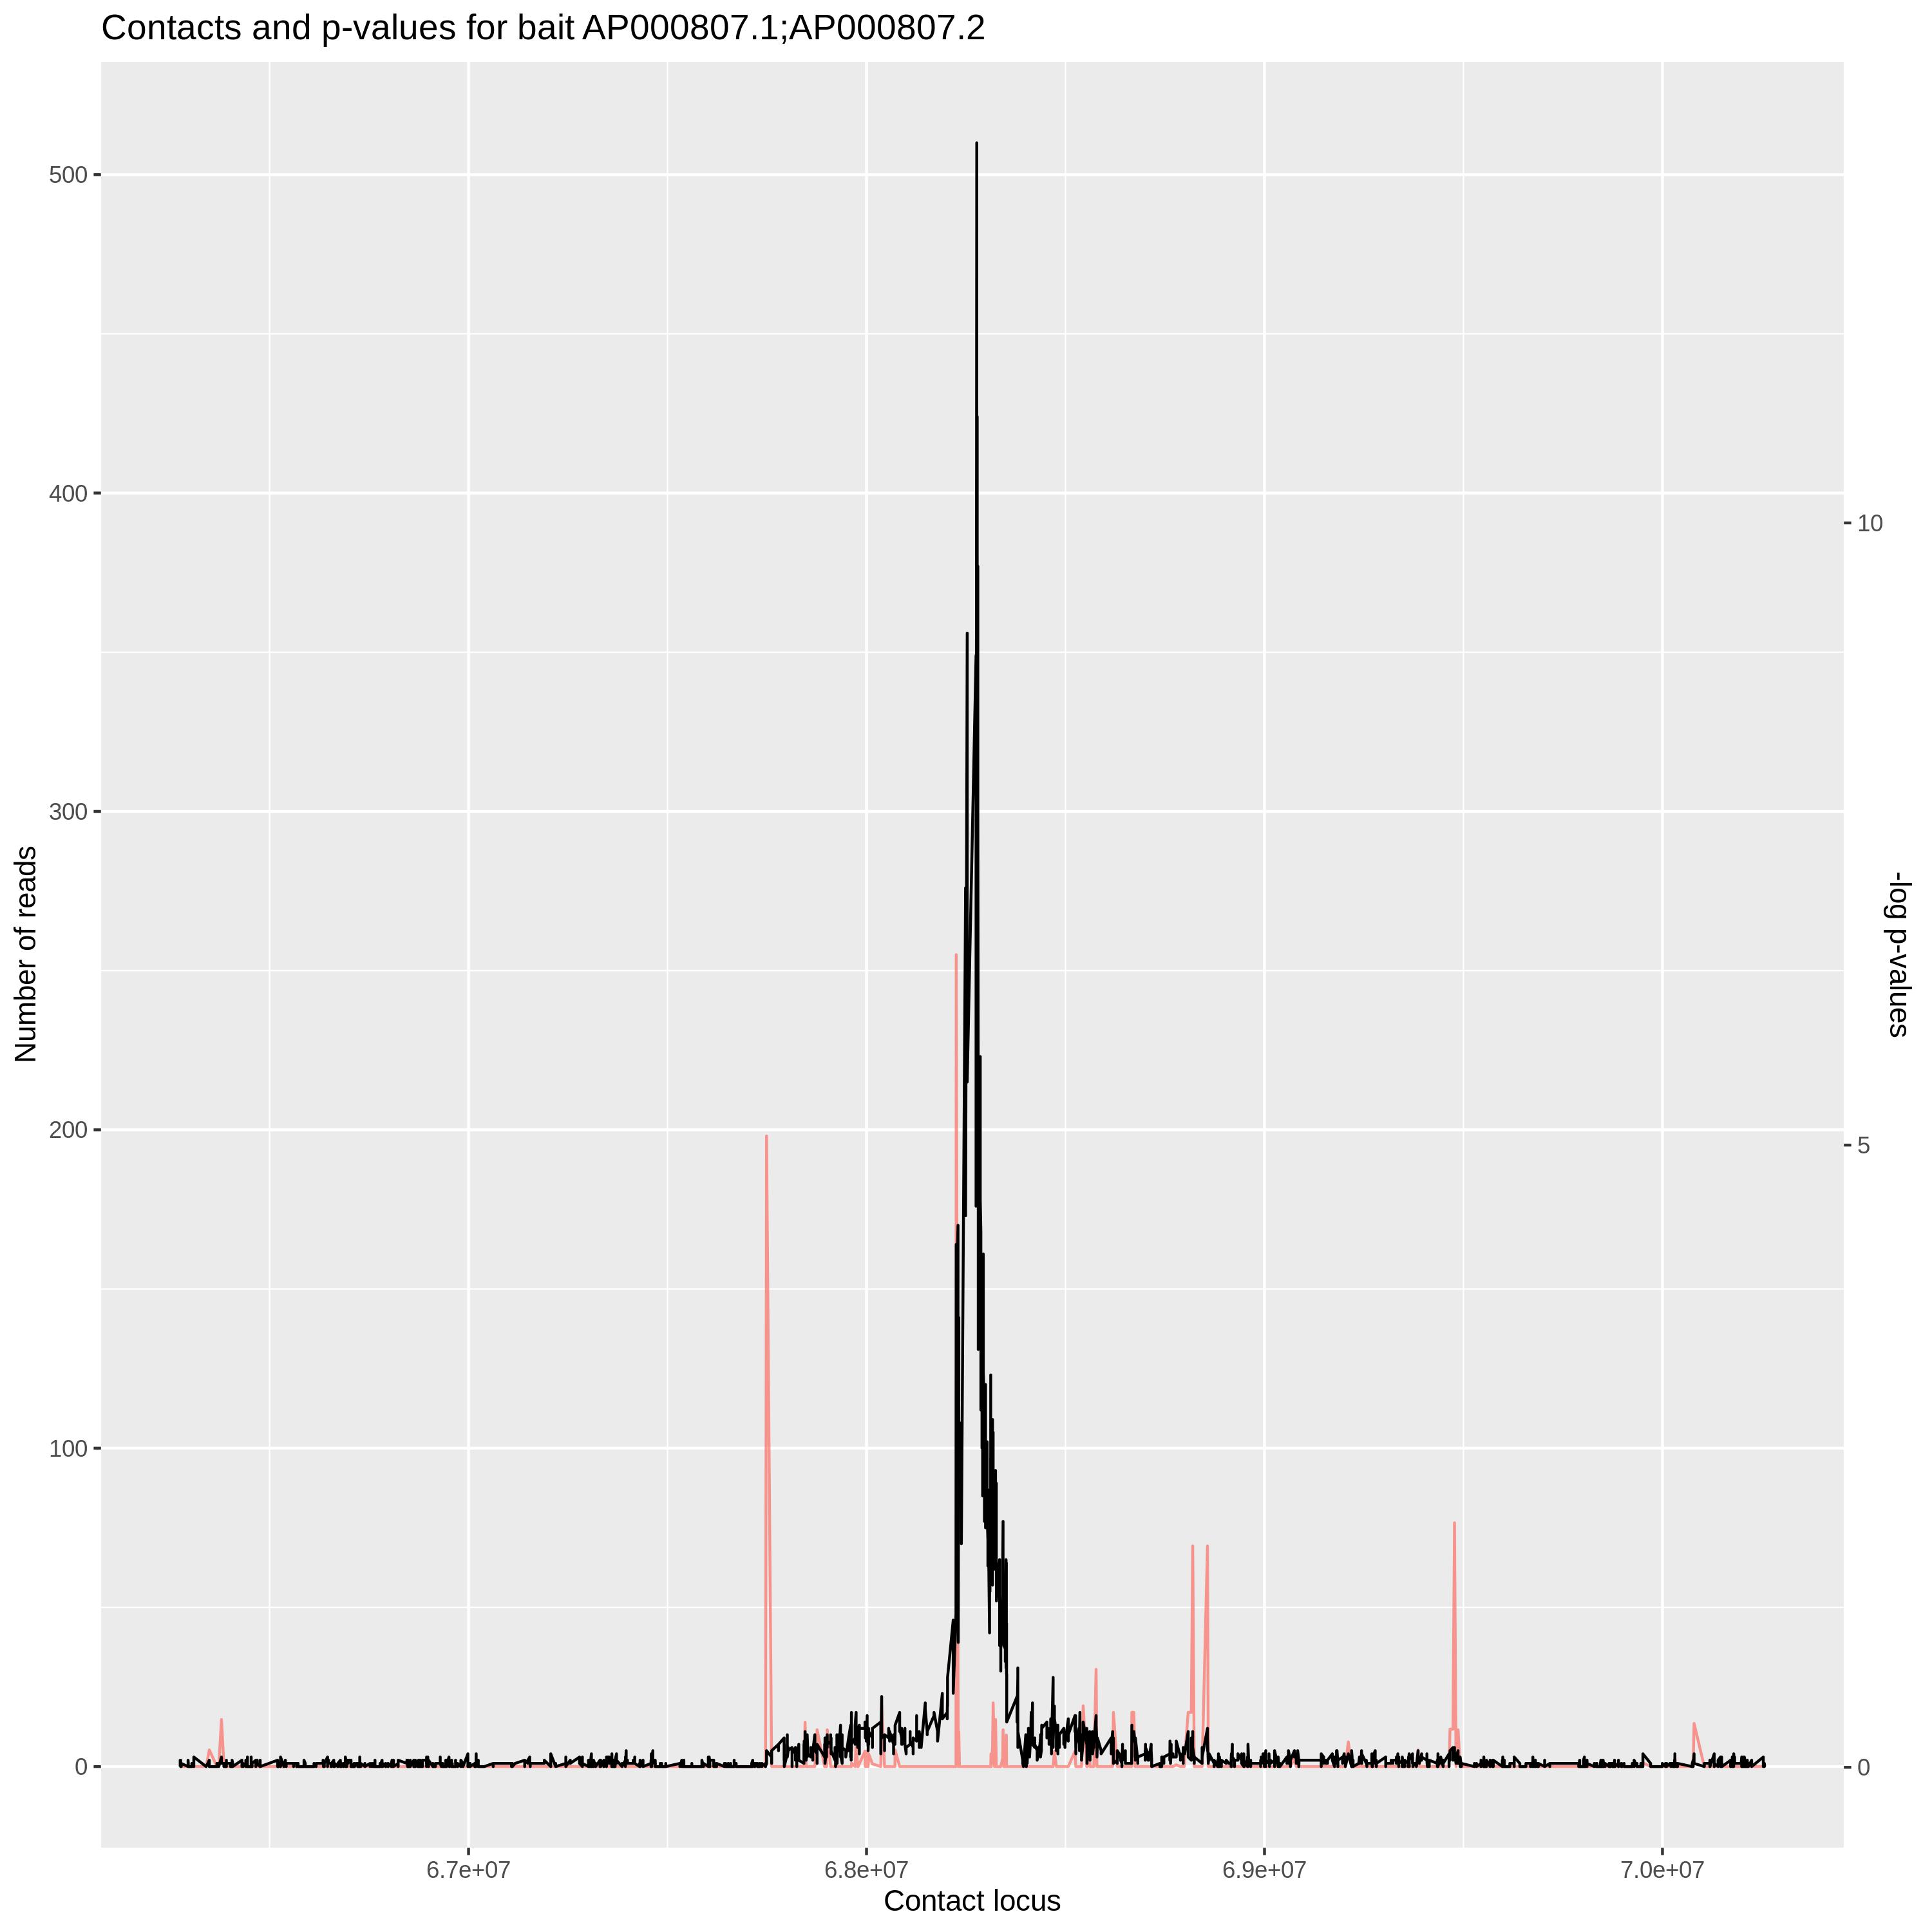 Contacts and p-values for bait AP000807.1;AP000807.2
500
400
300
200
100
0
Number of reads
10
5
0
-log p-values
6.7e+07
6.8e+07
6.9e+07
7.0e+07
Contact locus